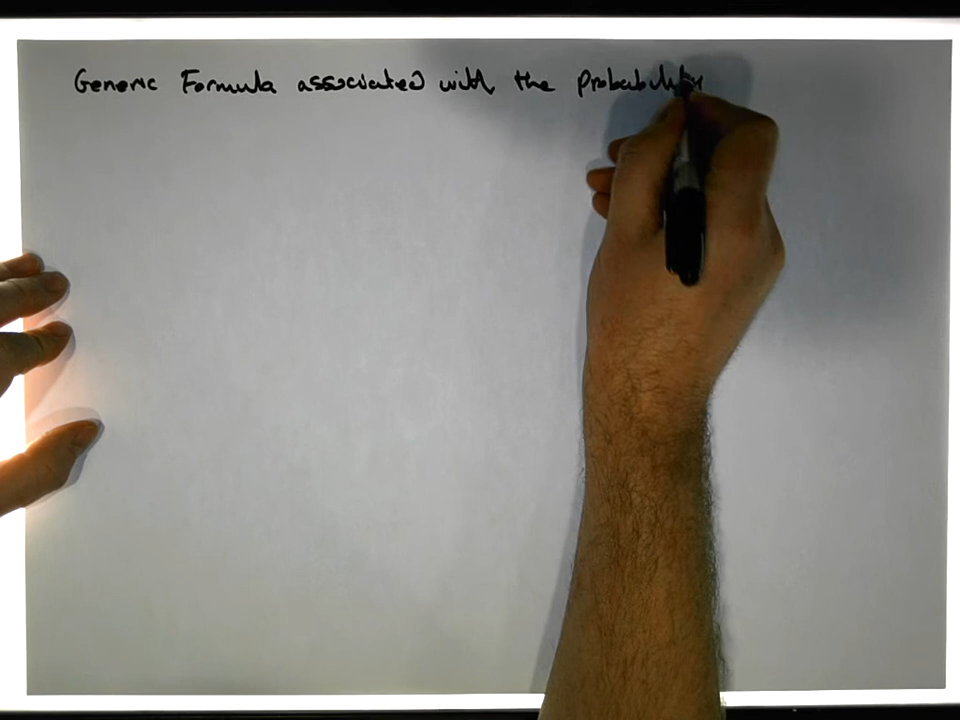 Generic Formula associated with the probability